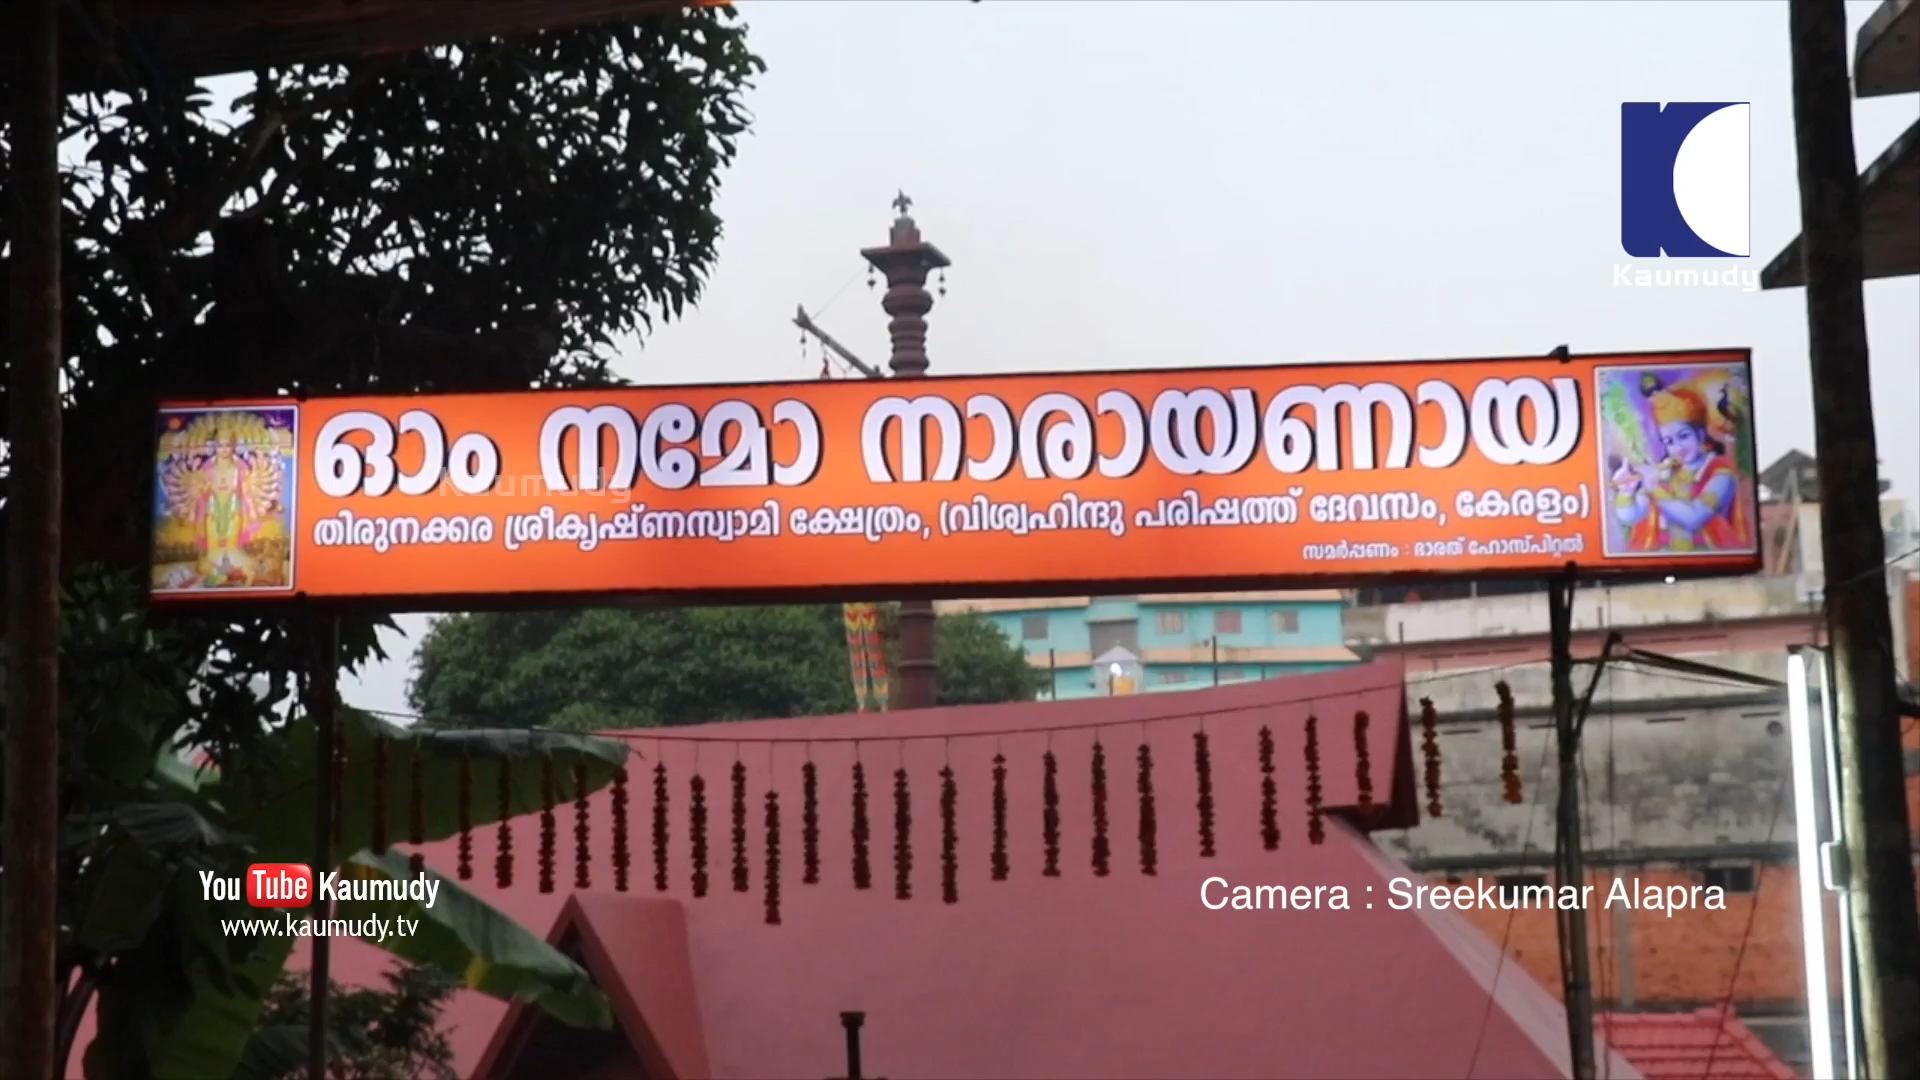 Kaumudy
ഓം നമോ നാരായണായ
Kaumudy
തിരുനക്കര ശ്രീകൃഷ്ണസ്വാമി ക്ഷേത്രം, (വിശ്വഹിന്ദു പരിഷത്ത് ദേവസം, കേരളം)
സമർപ്പണം : ഭാരത് ഹോസ്പിറ്റൽ
You Tube Kaumudy
www.kaumudy.tv
Camera : Sreekumar Alapra